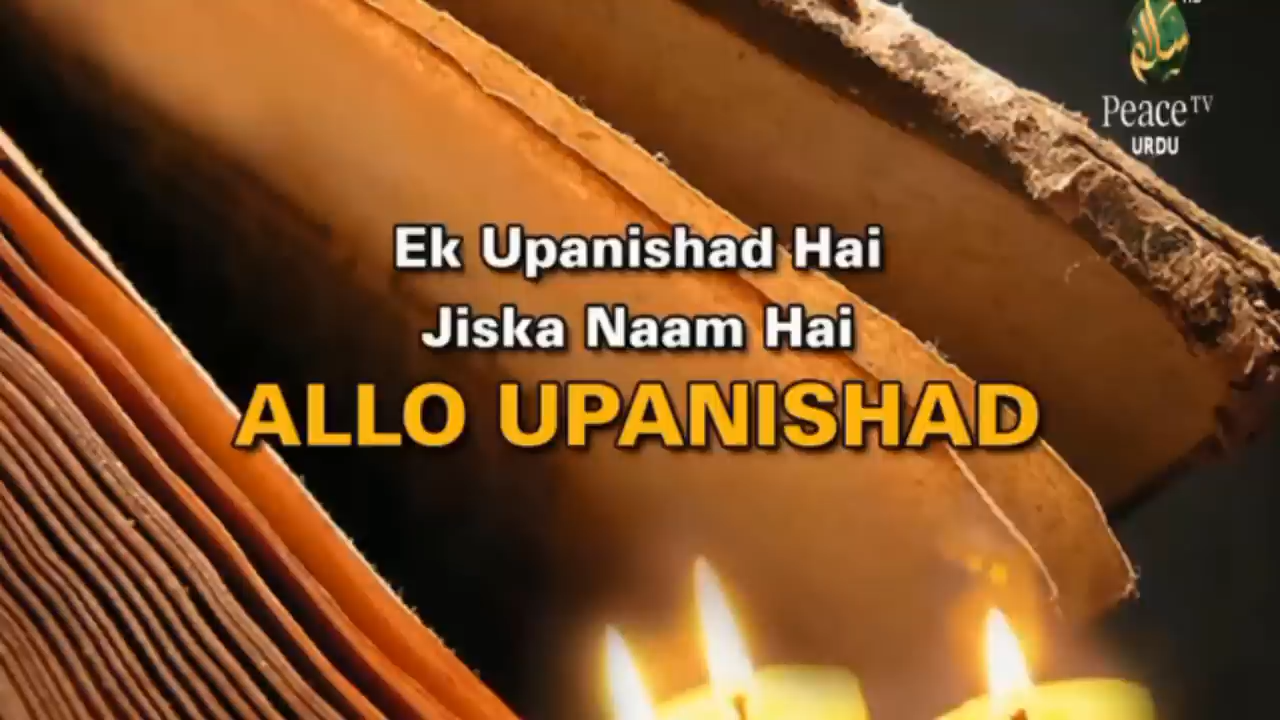 Peace TV
URDU
Ek Upanishad Hai
Jiska Naam Hai
ALLO UPANISHAD